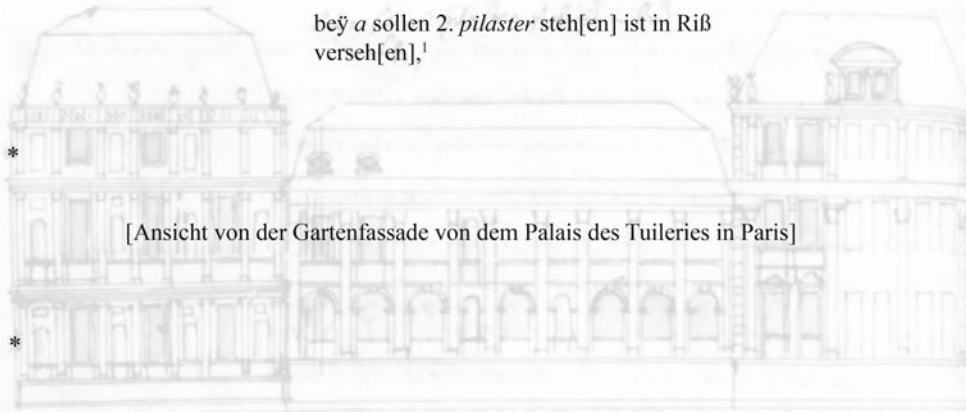 beÿ a sollen 2. pilaster steh[en] ist in Riß
verseh[en],¹
*
[Ansicht von der Gartenfassade von dem Palais des Tuileries in Paris]
*